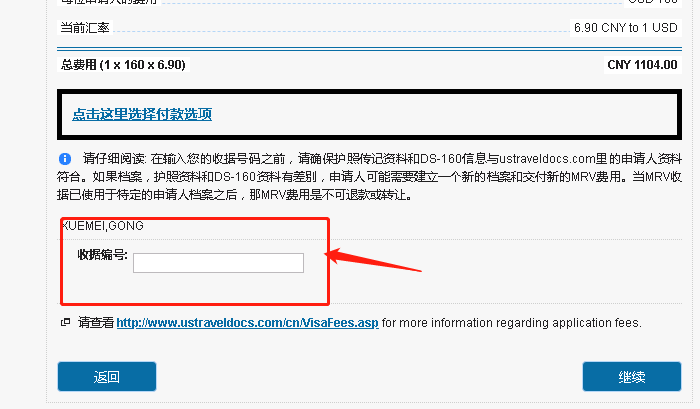 当前汇率
6.90 CNY to 1 USD
总费用 (1 x 160 x 6.90)
CNY 1104.00
点击这里选择付款选项
请仔细阅读: 在输入您的收据号码之前，请确保护照传记资料和DS-160信息与ustraveldocs.com里的申请人资料
符合。如果档案，护照资料和DS-160资料有差别，申请人可能需要建立一个新的档案和交付新的MRV费用。当MRV收
据已使用于特定的申请人档案之后，那MRV费用是不可退款或转让。
XUEMEI,GONG
收据编号:
请查看 http://www.ustraveldocs.com/cn/VisaFees.asp for more information regarding application fees.
返回
继续